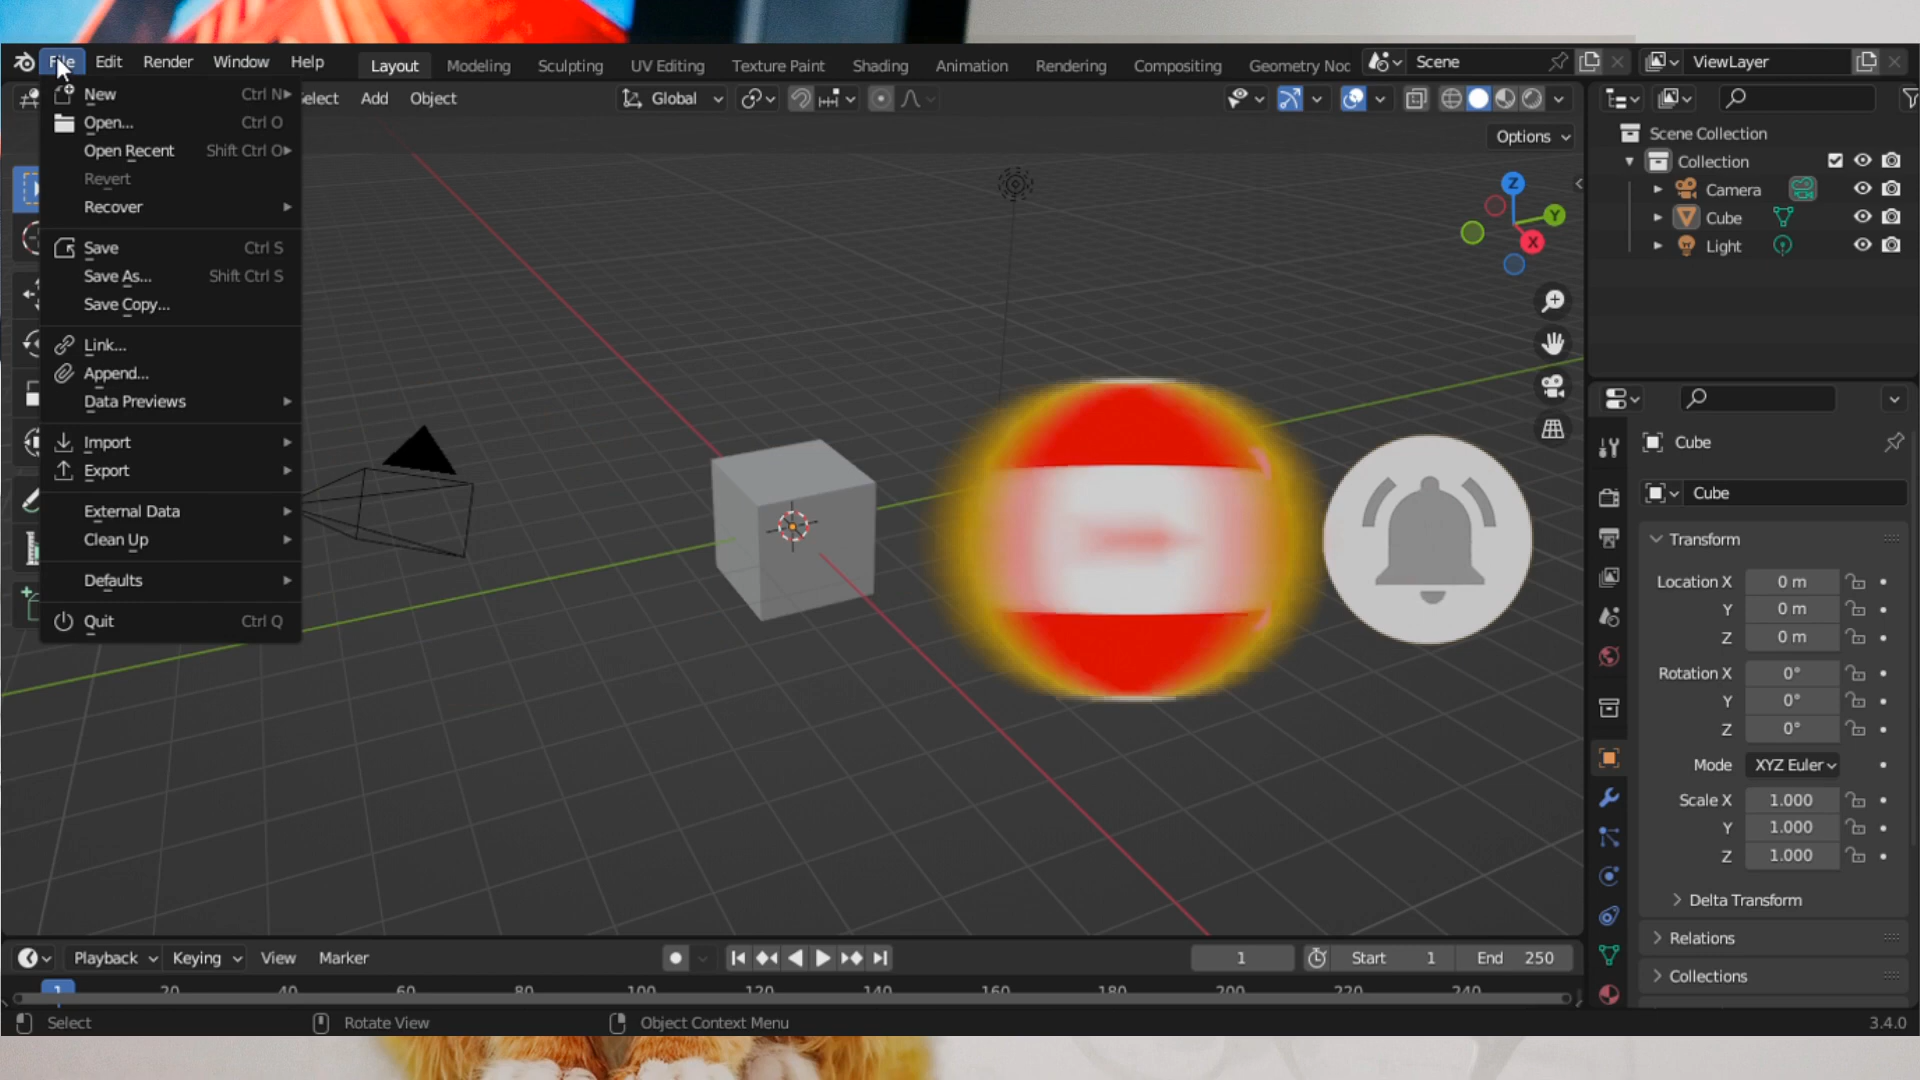 File Edit Render Window Help Layout Modeling Sculpting UV Editing Texture Paint Shading Animation Rendering Compositing Geometry Noc Scene ViewLayer
Select Add Object Global
Options
New Ctrl N
Open... Ctrl O
Open Recent Shift Ctrl O
Revert
Recover
Save Ctrl S
Save As... Shift Ctrl S
Save Copy...
Link...
Append...
Data Previews
Import
Export
External Data
Clean Up
Defaults
Quit Ctrl Q
Z
Y
X
Scene Collection
Collection
Camera
Cube
Light
Cube
Cube
Transform
Location X 0 m
Y 0 m
Z 0 m
Rotation X 0°
Y 0°
Z 0°
Mode XYZ Euler
Scale X 1.000
Y 1.000
Z 1.000
Delta Transform
Relations
Collections
Playback Keying View Marker 1 Start 1 End 250
1 20 40 60 80 100 120 140 160 180 200 220 240
Select Rotate View Object Context Menu 3.4.0